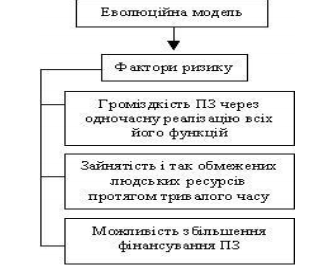 Еволюційна модель
Фактори ризику
Громіздкість ПЗ через
одночасну реалізацію всіх
його функцій
Зайнятість і так обмежених
людських ресурсів
протягом тривалого часу
Можливість збільшення
фінансування ПЗ